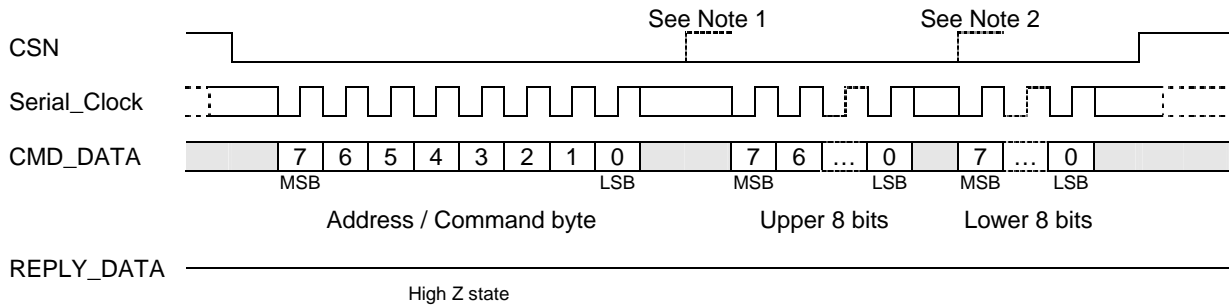 See Note 1 See Note 2
CSN
Serial_Clock
CMD_DATA 7 6 5 4 3 2 1 0 7 6 ... 0 7 ... 0
MSB LSB MSB LSB MSB LSB
Address / Command byte Upper 8 bits Lower 8 bits
REPLY_DATA
High Z state